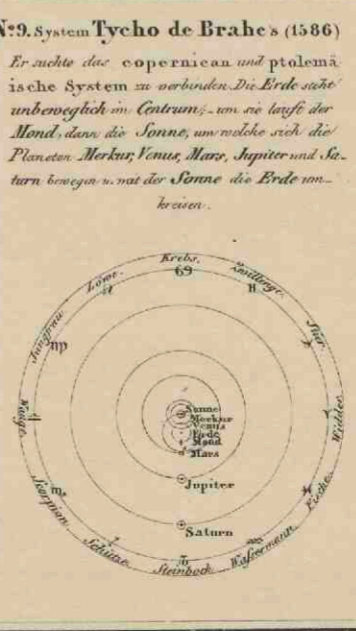 Nº 9. System Tycho de Brahe's (1586)
Er suchte das copernican und ptolemä
ische System zu verbinden. Die Erde steht
unbeweglich im Centrum; um sie lauft der
Mond, dann die Sonne, um welche sich die
Planeten Merkur, Venus, Mars, Jupiter und Sa-
turn bewegen u. mit der Sonne die Erde um-
kreisen.
Krebs.
Löwe.
Zwillinge.
Jungfrau
Stier.
Waage.
Widder.
Sonne
Merkur
Venus
Erde
Mond
Mars
Jupiter
Scorpion
Fische.
Saturn
Schütze
Wassermann.
Steinbock